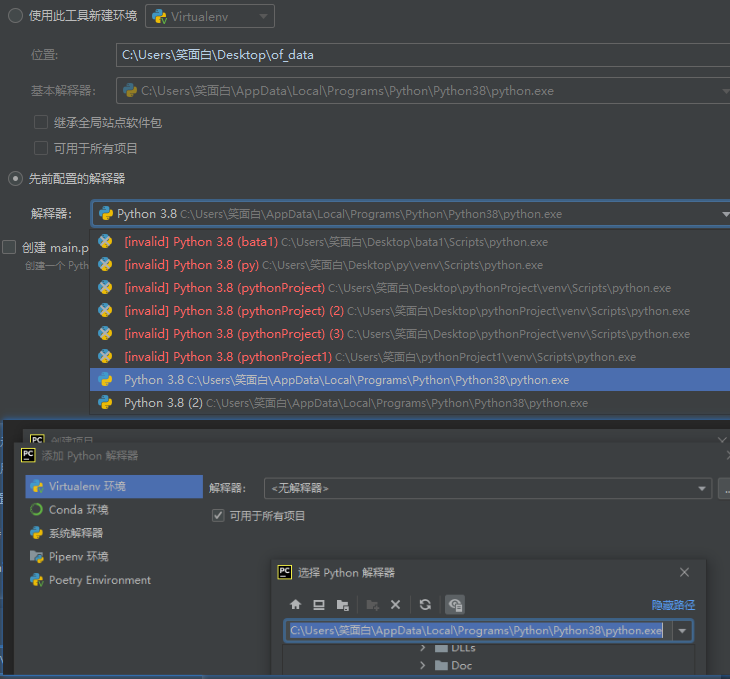 使用此工具新建环境 Virtualenv
位置: C:\Users\笑面白\Desktop\of_data
基本解释器: C:\Users\笑面白\AppData\Local\Programs\Python\Python38\python.exe
继承全局站点软件包
可用于所有项目
先前配置的解释器
解释器: Python 3.8 C:\Users\笑面白\AppData\Local\Programs\Python\Python38\python.exe
[invalid] Python 3.8 (bata1) C:\Users\笑面白\Desktop\bata1\Scripts\python.exe
创建 main.p
[invalid] Python 3.8 (py) C:\Users\笑面白\Desktop\py\venv\Scripts\python.exe
创建一个 Pyth
[invalid] Python 3.8 (pythonProject) C:\Users\笑面白\Desktop\pythonProject\venv\Scripts\python.exe
[invalid] Python 3.8 (pythonProject) (2) C:\Users\笑面白\Desktop\pythonProject\venv\Scripts\python.exe
[invalid] Python 3.8 (pythonProject) (3) C:\Users\笑面白\Desktop\pythonProject\venv\Scripts\python.exe
[invalid] Python 3.8 (pythonProject1) C:\Users\笑面白\pythonProject1\venv\Scripts\python.exe
Python 3.8 C:\Users\笑面白\AppData\Local\Programs\Python\Python38\python.exe
Python 3.8 (2) C:\Users\笑面白\AppData\Local\Programs\Python\Python38\python.exe
PC 创建项目
PC 添加 Python 解释器
Virtualenv 环境
解释器: <无解释器>
Conda 环境
可用于所有项目
系统解释器
Pipenv 环境
Poetry Environment
PC 选择 Python 解释器
隐藏路径
C:\Users\笑面白\AppData\Local\Programs\Python\Python38\python.exe
DLLs
Doc